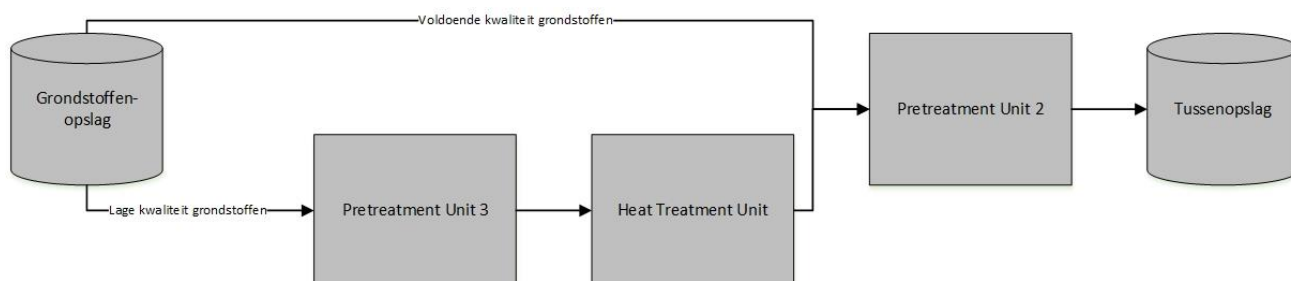 Voldoende kwaliteit grondstoffen
Grondstoffen-
opslag
Pretreatment Unit 2
Tussenopslag
Lage kwaliteit grondstoffen
Pretreatment Unit 3
Heat Treatment Unit